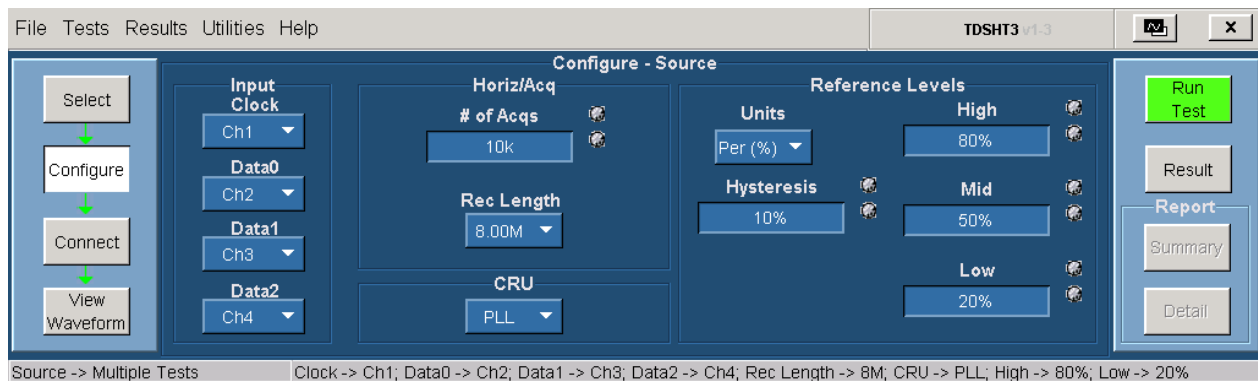 File Tests Results Utilities Help
TDSHT3 v1-3
x
Select
Configure
Connect
View
Waveform
Configure - Source
Input
Clock
Ch1
Data0
Ch2
Data1
Ch3
Data2
Ch4
Horiz/Acq
# of Acqs
10k
Rec Length
8.00M
CRU
PLL
Reference Levels
Units
Per (%)
Hysteresis
10%
High
80%
Mid
50%
Low
20%
Run
Test
Result
Report
Summary
Detail
Source -> Multiple Tests
Clock -> Ch1; Data0 -> Ch2; Data1 -> Ch3; Data2 -> Ch4; Rec Length -> 8M; CRU -> PLL; High -> 80%; Low -> 20%